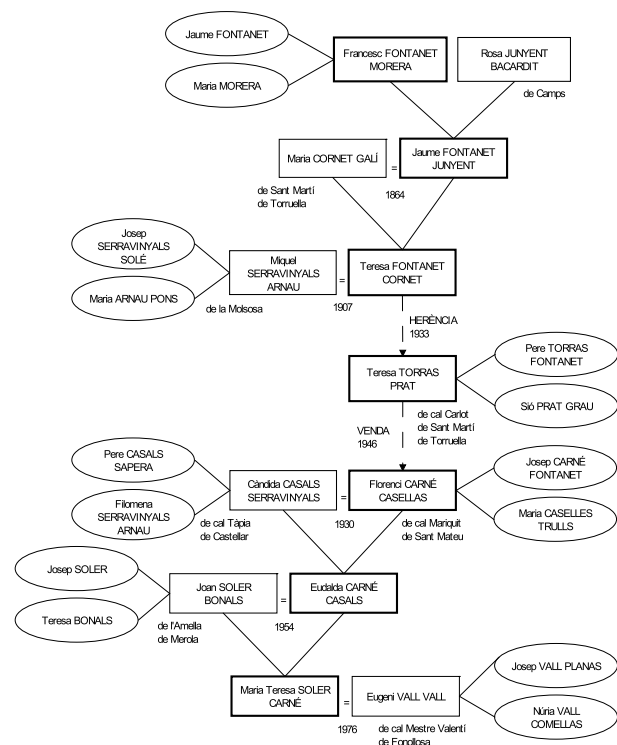 Jaume FONTANET
Francesc FONTANET
MORERA
Rosa JUNYENT
BACARDIT
Maria MORERA
de Camps
Maria CORNET GALÍ
=
Jaume FONTANET
JUNYENT
de Sant Martí
de Torruella
1864
Josep
SERRAVINYALS
SOLÉ
Miquel
SERRAVINYALS
ARNAU
=
Teresa FONTANET
CORNET
Maria ARNAU PONS
de la Molsosa
1907
HERÈNCIA
1933
Pere TORRAS
FONTANET
Teresa TORRAS
PRAT
Sió PRAT GRAU
de cal Carlot
de Sant Martí
de Torruella
VENDA
1946
Pere CASALS
SAPERA
Càndida CASALS
SERRAVINYALS
=
Florenci CARNÉ
CASELLAS
Josep CARNÉ
FONTANET
Filomena
SERRAVINYALS
ARNAU
de cal Tàpia
de Castellar
1930
de cal Mariquit
de Sant Mateu
Maria CASELLES
TRULLS
Josep SOLER
Joan SOLER
BONALS
=
Eudalda CARNÉ
CASALS
Teresa BONALS
de l'Amella
de Merola
1954
Maria Teresa SOLER
CARNÉ
=
Eugeni VALL VALL
Josep VALL PLANAS
Núria VALL
COMELLAS
1976
de cal Mestre Valentí
de Fonollosa